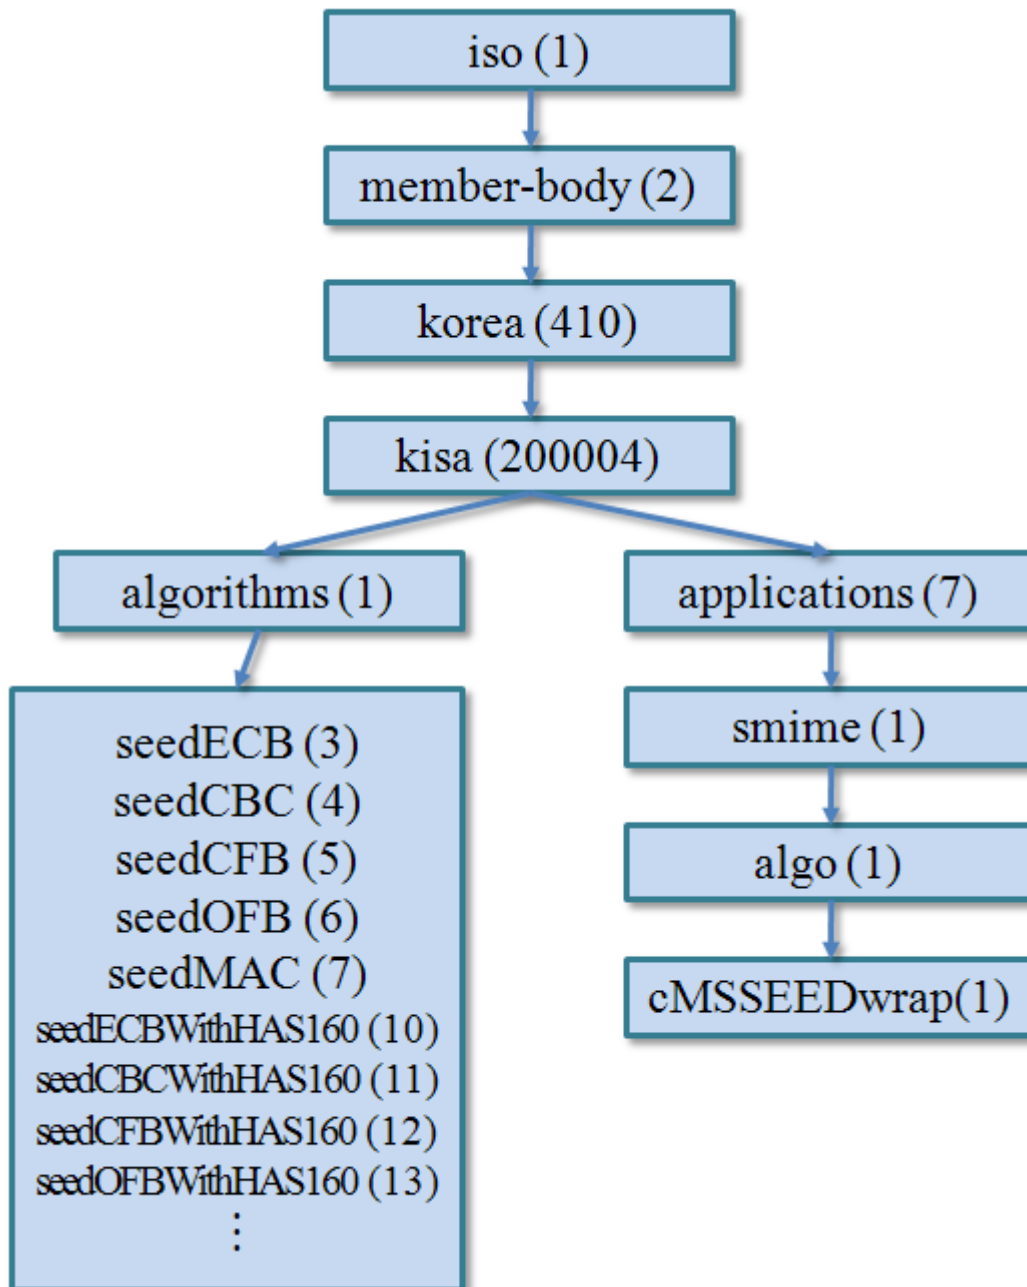 iso (1)
member-body (2)
korea (410)
kisa (200004)
algorithms (1)
seedECB (3)
seedCBC (4)
seedCFB (5)
seedOFB (6)
seedMAC (7)
seedECBWithHAS160 (10)
seedCBCWithHAS160 (11)
seedCFBWithHAS160 (12)
seedOFBWithHAS160 (13)
⋮
applications (7)
smime (1)
algo (1)
cMSSEEDwrap(1)